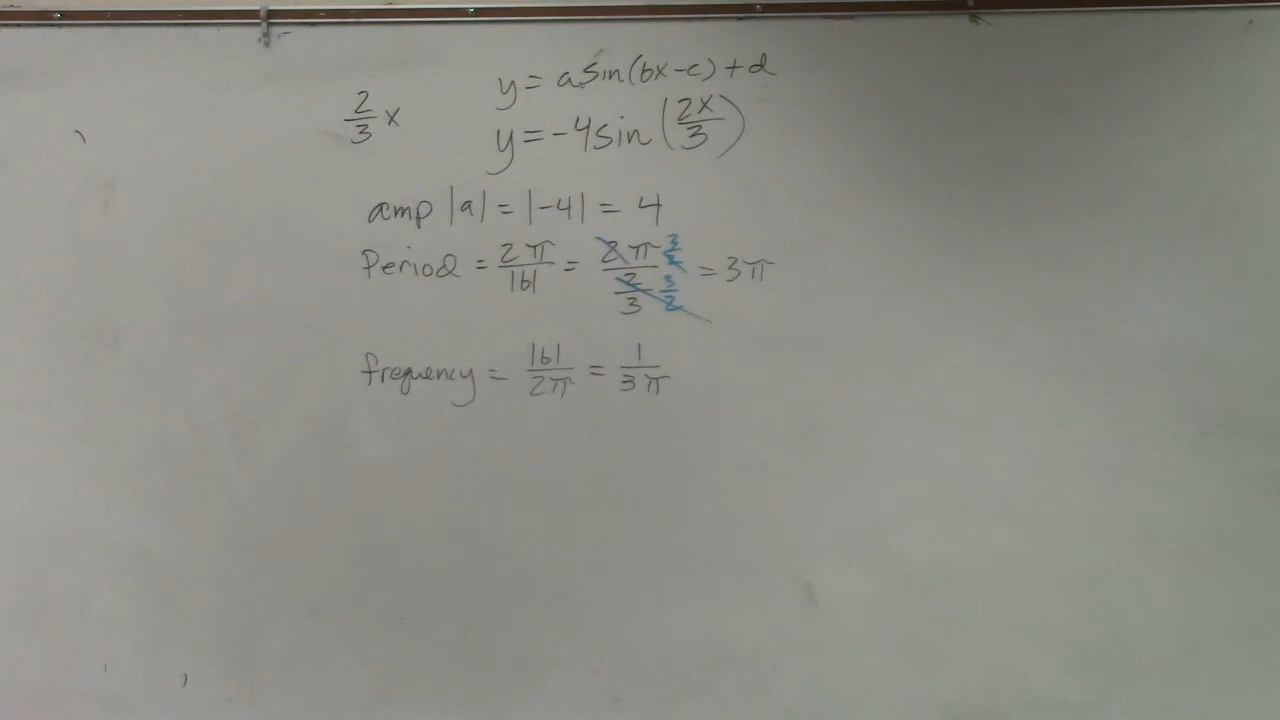 y = a sin(bx-c) + d
2/3 x
y = -4 sin (2x/3)
amp |a| = |-4| = 4
Period = 2π/|b| = 2π 3/2 / 2/3 3/2 = 3π
frequency = |b|/2π = 1/3π